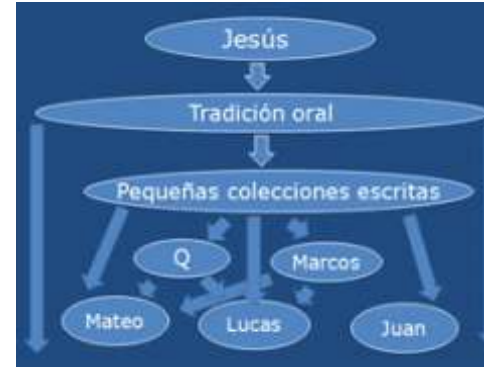 Jesús
Tradición oral
Pequeñas colecciones escritas
Q
Marcos
Mateo
Lucas
Juan